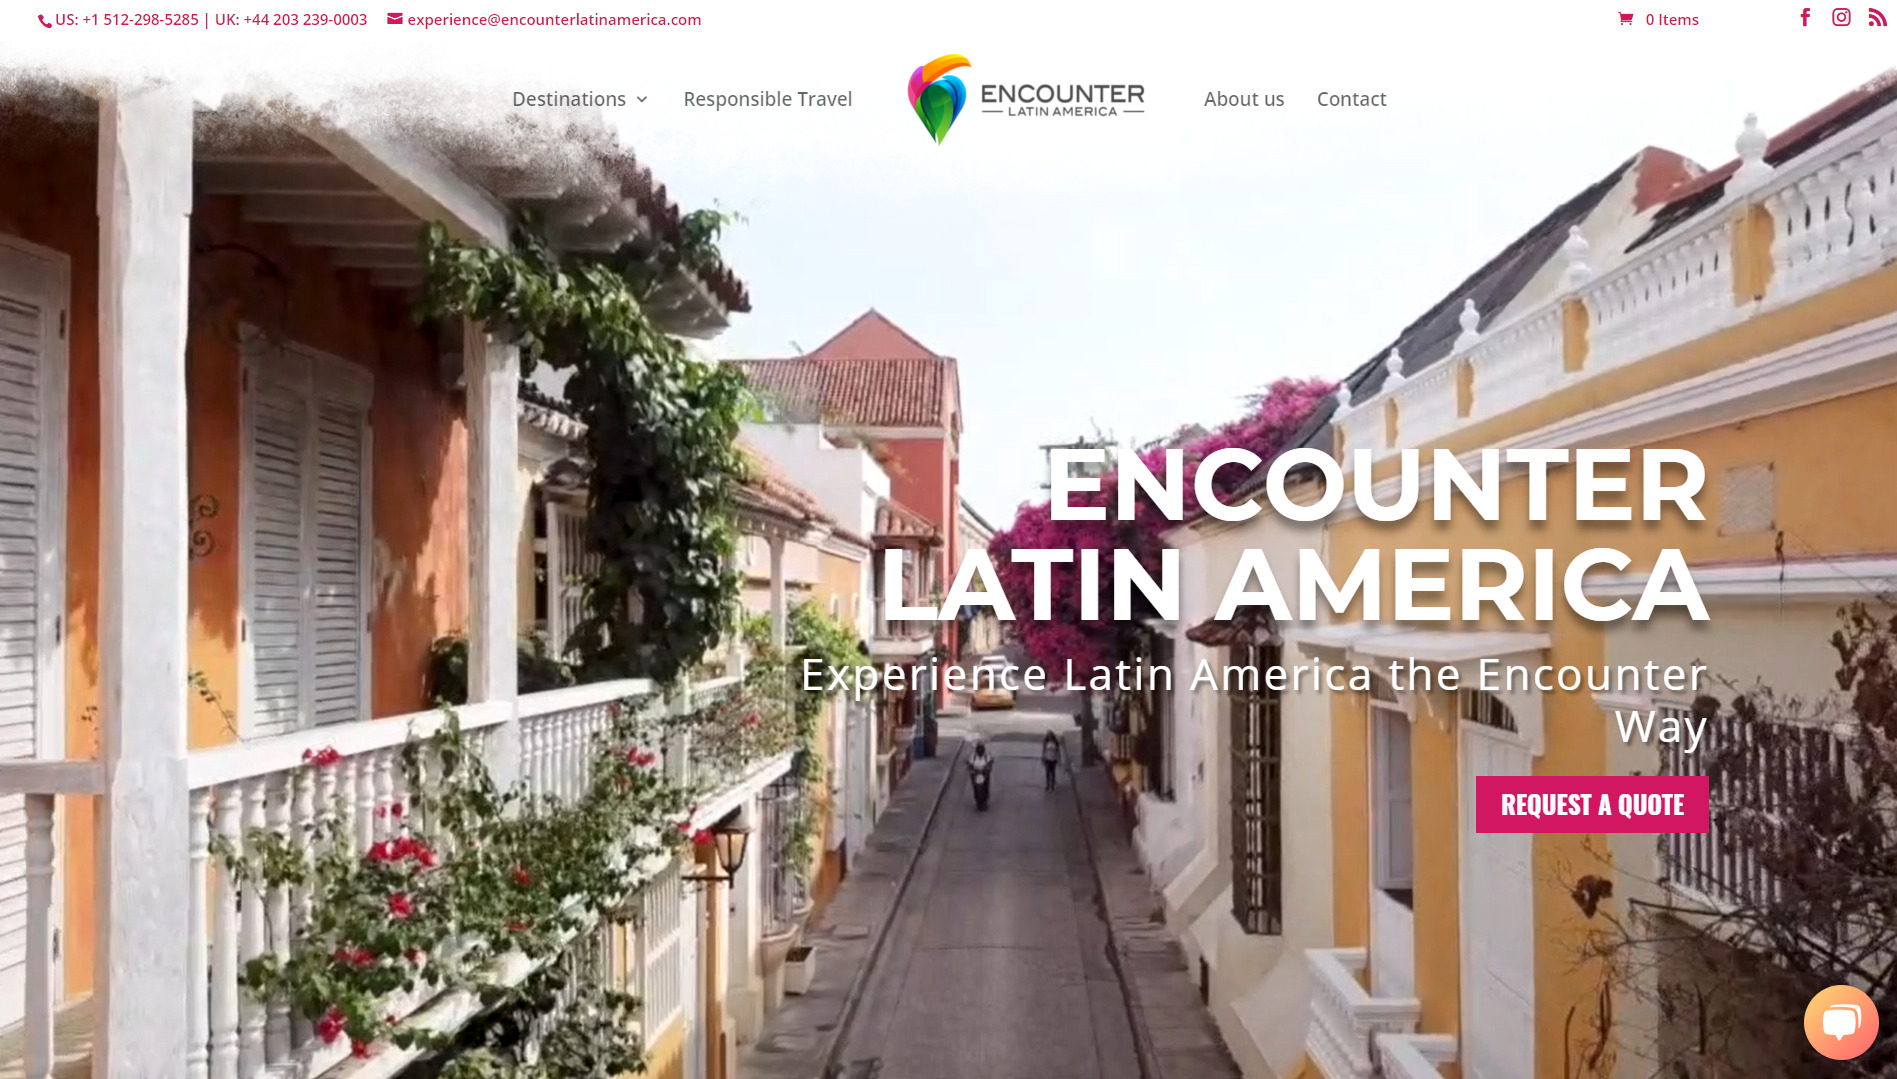 US: +1 512-298-5285 | UK: +44 203 239-0003
experience@encounterlatinamerica.com
0 Items
Destinations
Responsible Travel
ENCOUNTER
LATIN AMERICA
About us
Contact
ENCOUNTER
LATIN AMERICA
Experience Latin America the Encounter
Way
REQUEST A QUOTE